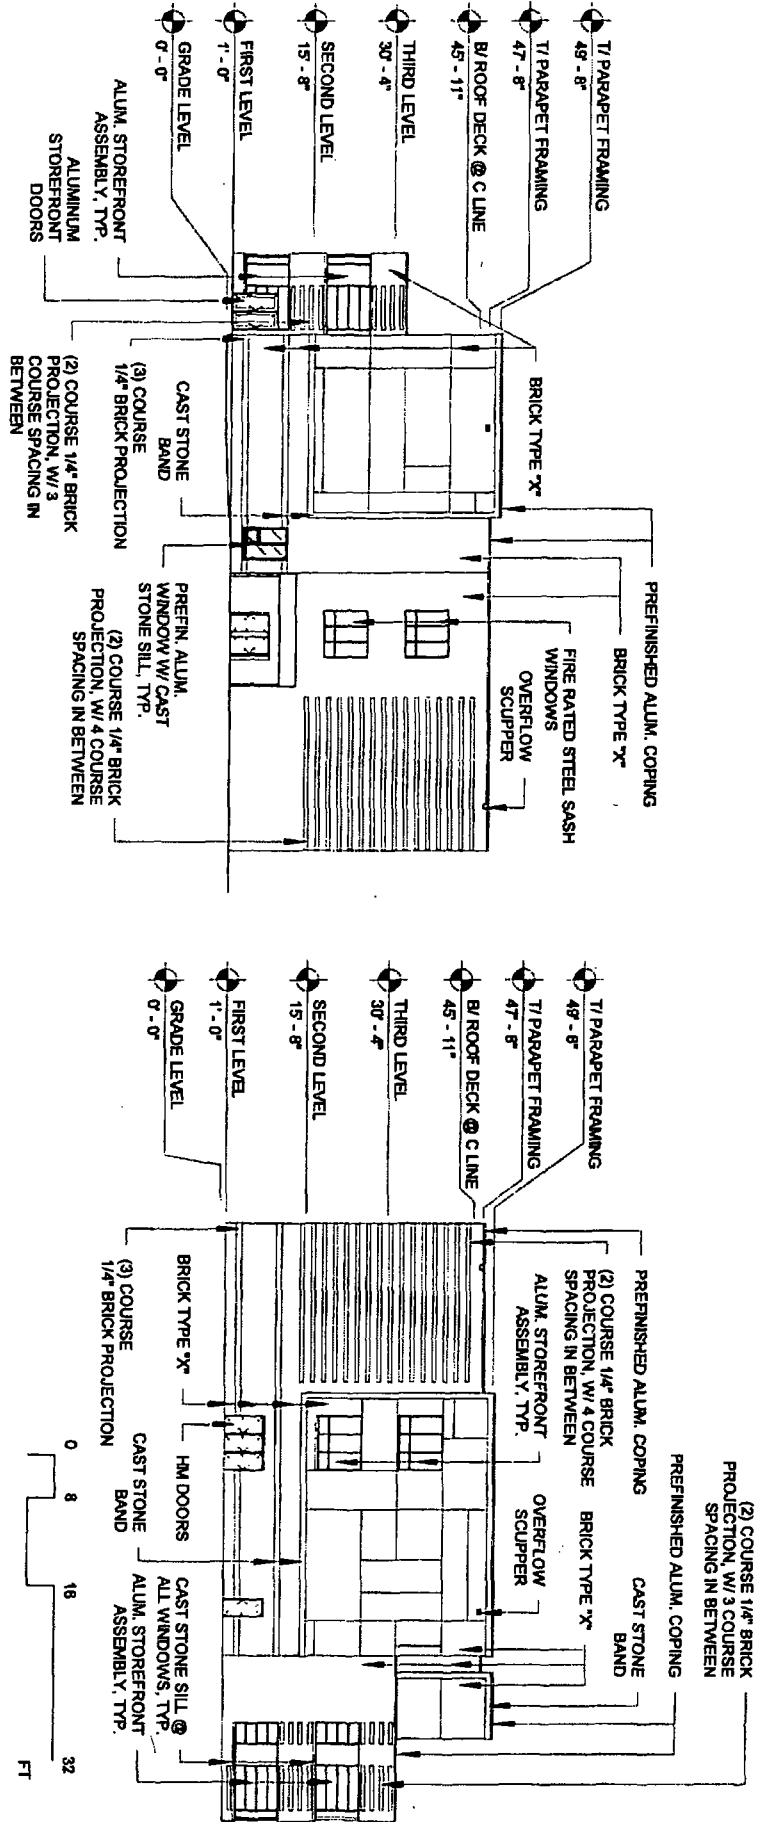 T/ PARAPET FRAMING
49' - 8"
T/ PARAPET FRAMING
47' - 8"
B/ ROOF DECK @ C LINE
45' - 11"
THIRD LEVEL
30' - 4"
SECOND LEVEL
15' - 8"
FIRST LEVEL
1' - 0"
GRADE LEVEL
0' - 0"
ALUM. STOREFRONT
ASSEMBLY, TYP.
ALUMINUM
STOREFRONT
DOORS
(2) COURSE 1/4" BRICK
PROJECTION, W/ 3
COURSE SPACING IN
BETWEEN
(3) COURSE
1/4" BRICK PROJECTION
CAST STONE
BAND
BRICK TYPE "X"
PREFIN. ALUM.
WINDOW W/ CAST
STONE SILL, TYP.
(2) COURSE 1/4" BRICK
PROJECTION, W/ 4 COURSE
SPACING IN BETWEEN
PREFINISHED ALUM. COPING
BRICK TYPE "X"
FIRE RATED STEEL SASH
WINDOWS
OVERFLOW
SCUPPER
T/ PARAPET FRAMING
49' - 8"
T/ PARAPET FRAMING
47' - 8"
B/ ROOF DECK @ C LINE
45' - 11"
THIRD LEVEL
30' - 4"
SECOND LEVEL
15' - 8"
FIRST LEVEL
1' - 0"
GRADE LEVEL
0' - 0"
(2) COURSE 1/4" BRICK
PROJECTION, W/ 3 COURSE
SPACING IN BETWEEN
CAST STONE
BAND
PREFINISHED ALUM. COPING
PREFINISHED ALUM. COPING
(2) COURSE 1/4" BRICK
PROJECTION, W/ 4 COURSE
SPACING IN BETWEEN
BRICK TYPE "X"
ALUM. STOREFRONT
ASSEMBLY, TYP.
OVERFLOW
SCUPPER
BRICK TYPE "X"
HM DOORS
CAST STONE SILL @
ALL WINDOWS, TYP.
ALUM. STOREFRONT
ASSEMBLY, TYP.
(3) COURSE
1/4" BRICK PROJECTION
CAST STONE
BAND
0 8 16 32
FT